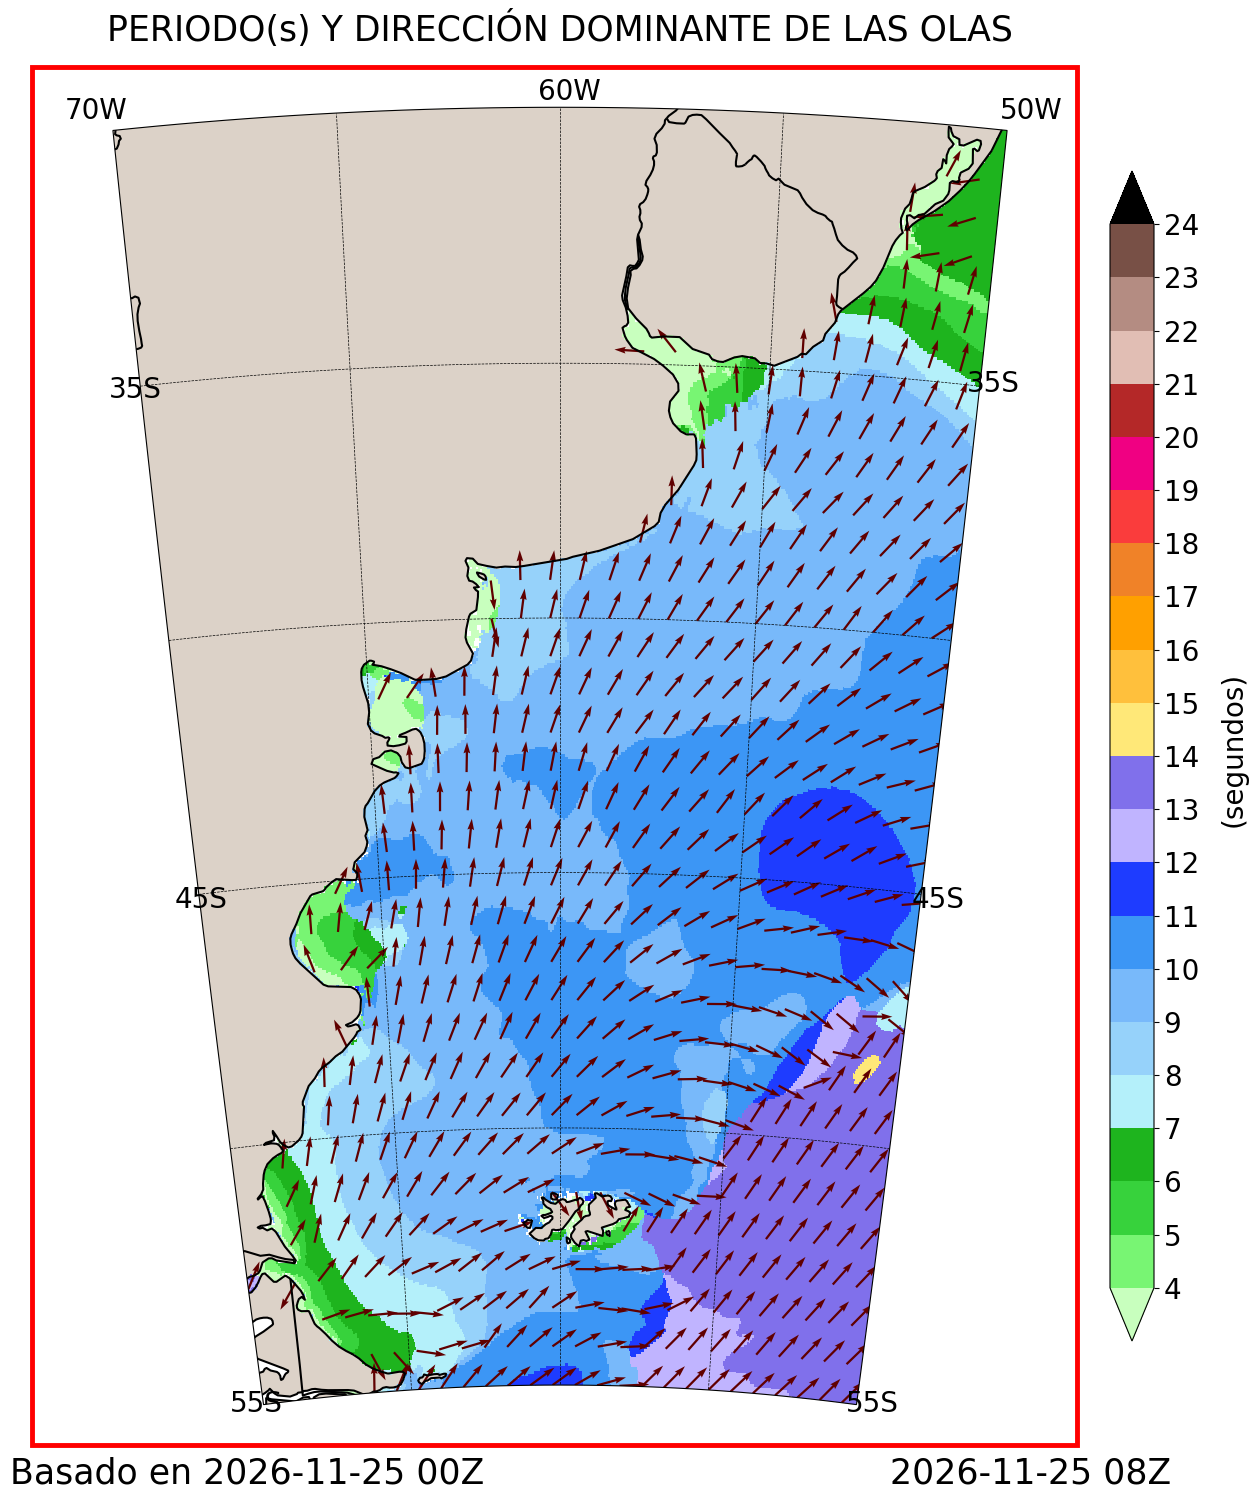 PERIODO(s) Y DIRECCIÓN DOMINANTE DE LAS OLAS
70W
60W
50W
35S
35S
45S
45S
55S
55S
24
23
22
21
20
19
18
17
16
15
14
13
12
11
10
9
8
7
6
5
4
(segundos)
Basado en 2026-11-25 00Z
2026-11-25 08Z